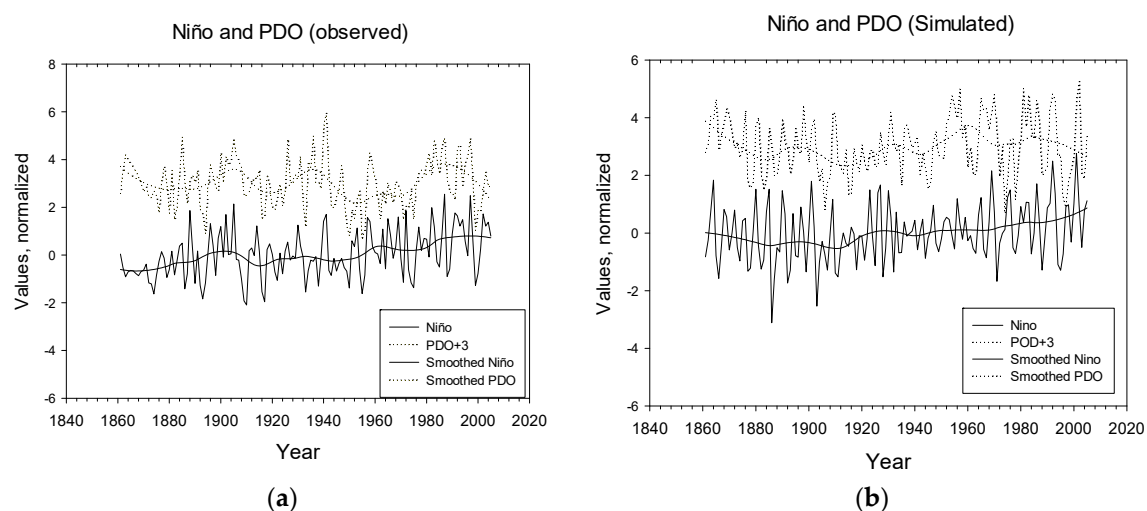 Niño and PDO (observed)
Values, normalized
8
6
4
2
0
-2
-4
-6
Niño
PDO+3
Smoothed Niño
Smoothed PDO
1840 1860 1880 1900 1920 1940 1960 1980 2000 2020
Year
(a)
Niño and PDO (Simulated)
Values, normalized
6
4
2
0
-2
-4
-6
Nino
POD+3
Smoothed Nino
Smoothed PDO
1840 1860 1880 1900 1920 1940 1960 1980 2000 2020
Year
(b)